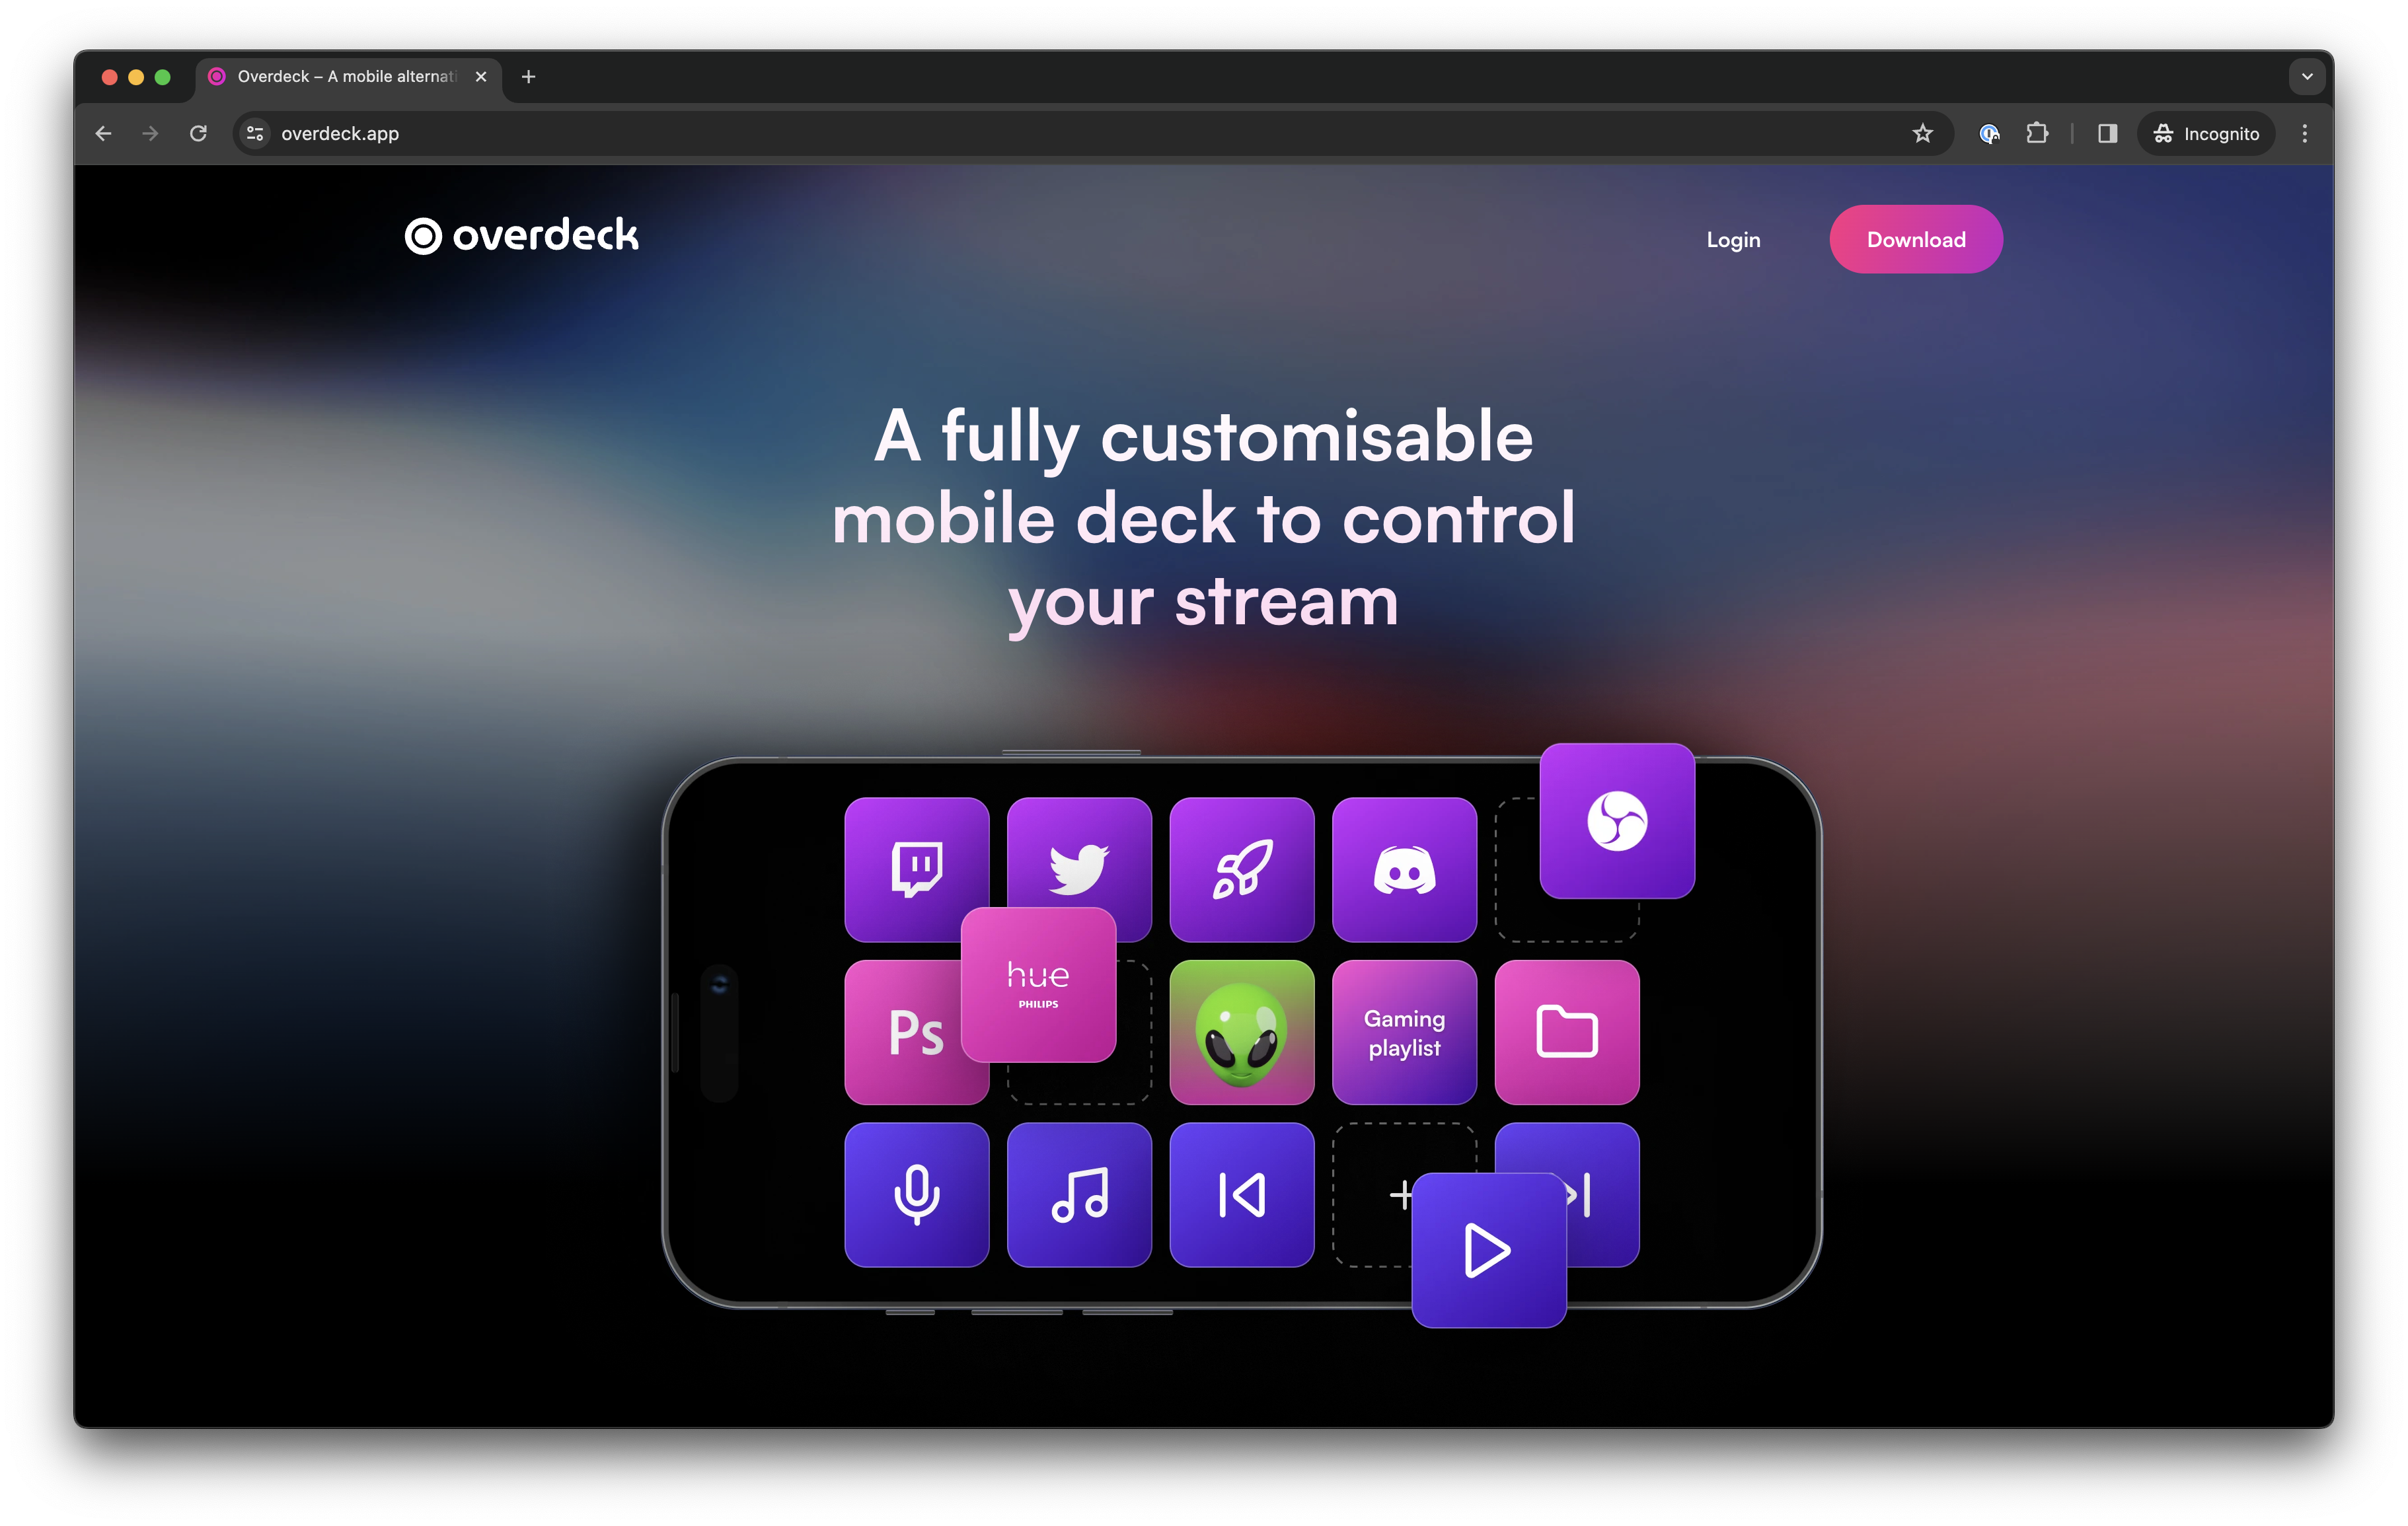 Overdeck – A mobile alternati
overdeck.app
Incognito
overdeck
Login
Download
A fully customisable
mobile deck to control
your stream
hue
PHILIPS
Ps
Gaming
playlist